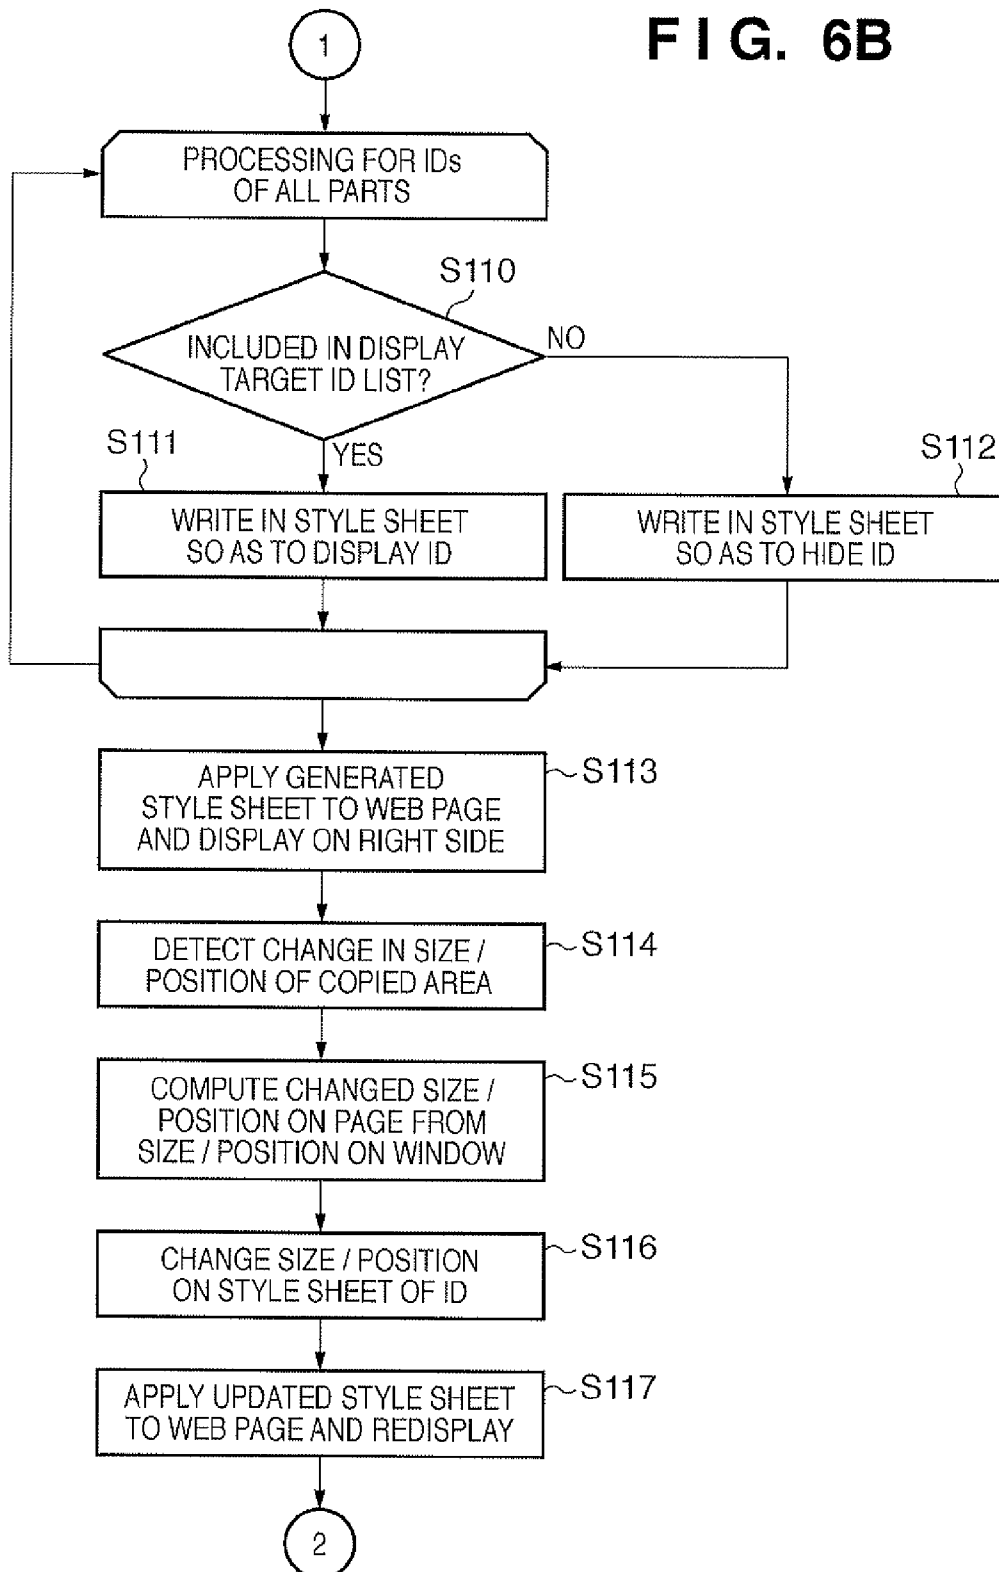 FIG. 6B
1
PROCESSING FOR IDs
OF ALL PARTS
S110
INCLUDED IN DISPLAY
TARGET ID LIST?
NO
YES
S111
WRITE IN STYLE SHEET
SO AS TO DISPLAY ID
S112
WRITE IN STYLE SHEET
SO AS TO HIDE ID
APPLY GENERATED
STYLE SHEET TO WEB PAGE
AND DISPLAY ON RIGHT SIDE
S113
DETECT CHANGE IN SIZE /
POSITION OF COPIED AREA
S114
COMPUTE CHANGED SIZE /
POSITION ON PAGE FROM
SIZE / POSITION ON WINDOW
S115
CHANGE SIZE / POSITION
ON STYLE SHEET OF ID
S116
APPLY UPDATED STYLE SHEET
TO WEB PAGE AND REDISPLAY
S117
2